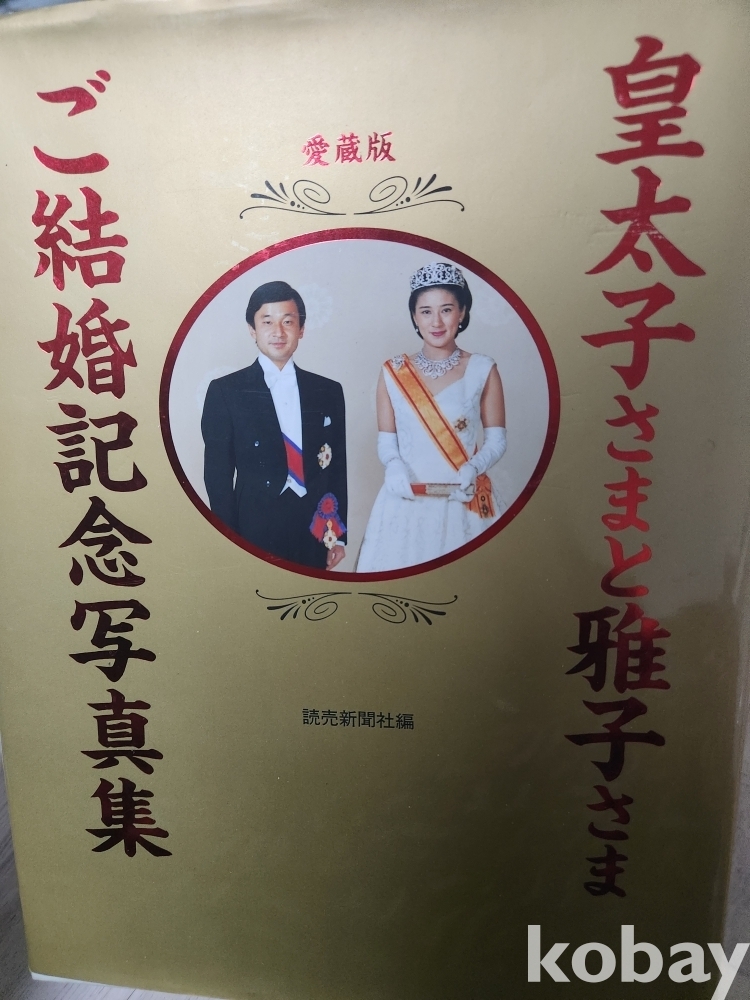 皇太子さまと雅子さま
ご結婚記念写真集
愛蔵版
読売新聞社編
kobay